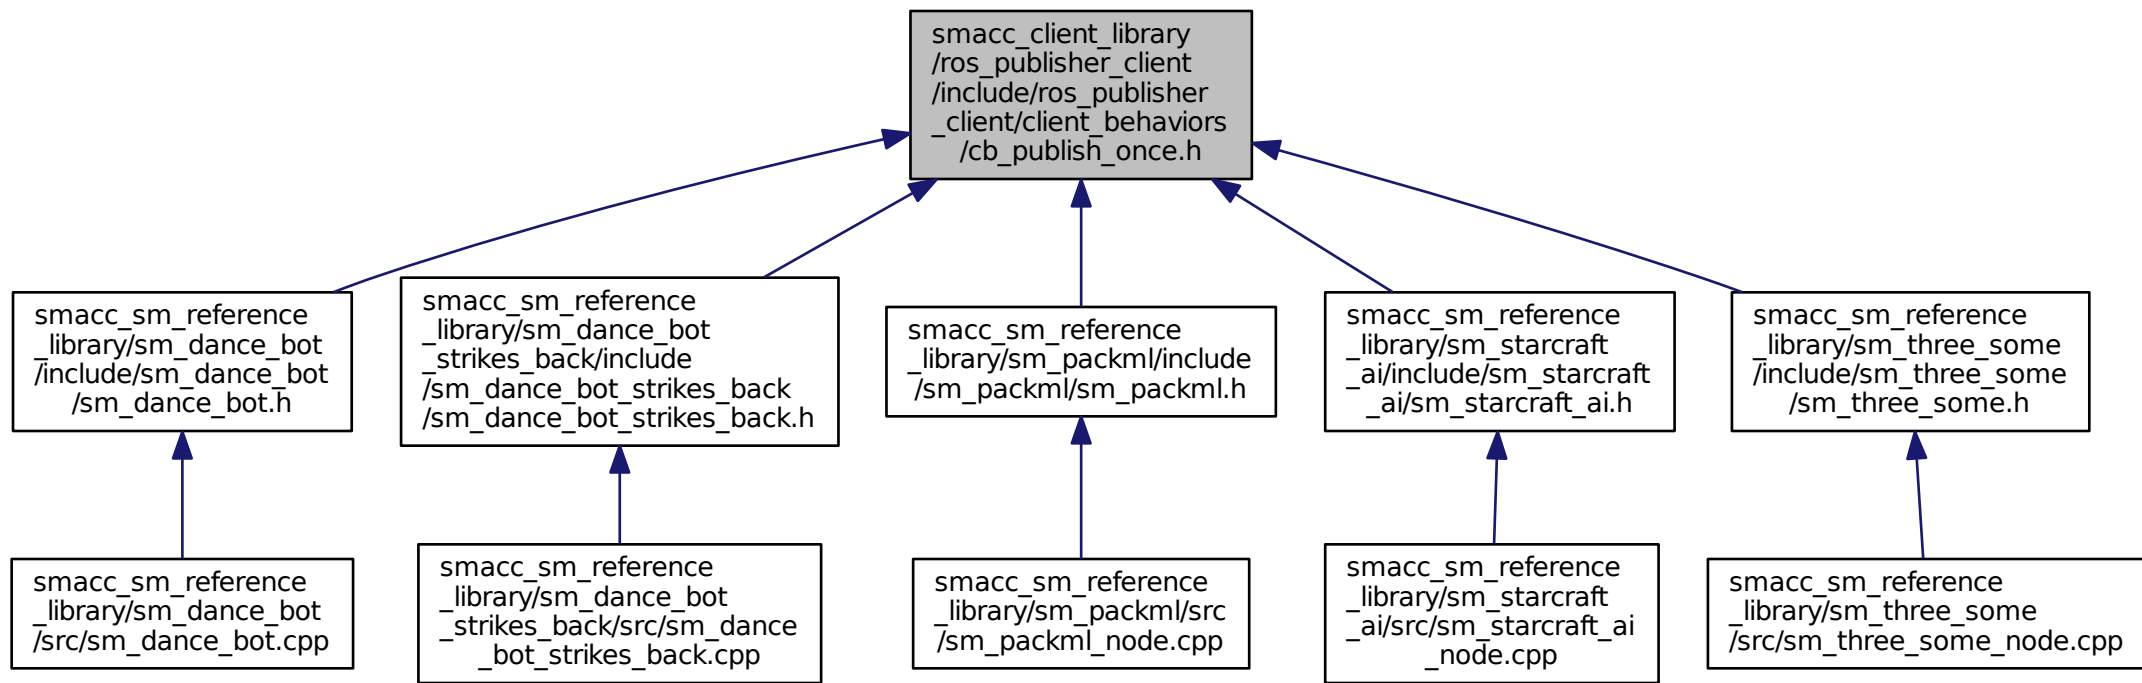 smacc_client_library
/ros_publisher_client
/include/ros_publisher
_client/client_behaviors
/cb_publish_once.h
smacc_sm_reference
_library/sm_dance_bot
/include/sm_dance_bot
/sm_dance_bot.h
smacc_sm_reference
_library/sm_dance_bot
_strikes_back/include
/sm_dance_bot_strikes_back
/sm_dance_bot_strikes_back.h
smacc_sm_reference
_library/sm_packml/include
/sm_packml/sm_packml.h
smacc_sm_reference
_library/sm_starcraft
_ai/include/sm_starcraft
_ai/sm_starcraft_ai.h
smacc_sm_reference
_library/sm_three_some
/include/sm_three_some
/sm_three_some.h
smacc_sm_reference
_library/sm_dance_bot
/src/sm_dance_bot.cpp
smacc_sm_reference
_library/sm_dance_bot
_strikes_back/src/sm_dance
_bot_strikes_back.cpp
smacc_sm_reference
_library/sm_packml/src
/sm_packml_node.cpp
smacc_sm_reference
_library/sm_starcraft
_ai/src/sm_starcraft_ai
_node.cpp
smacc_sm_reference
_library/sm_three_some
/src/sm_three_some_node.cpp